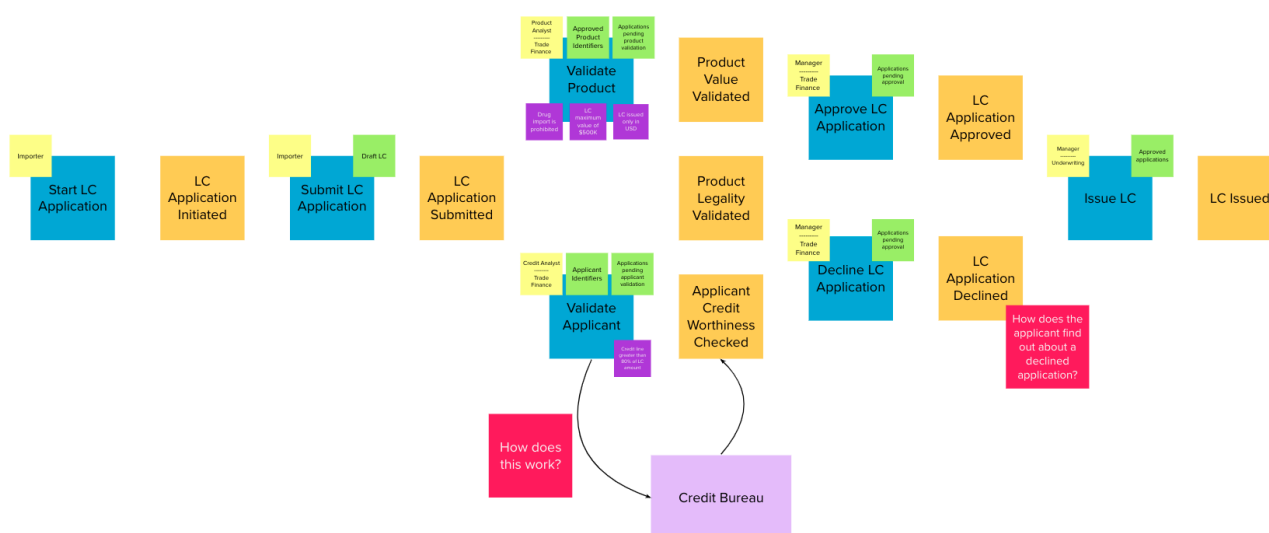 Product
Analyst
--------
Trade
Finance
Approved
Product
Identifiers
Applications
pending
product
validation
Validate
Product
Drug
import is
prohibited
LC
maximum
value of
$500K
LC issued
only in
USD
Product
Value
Validated
Manager
--------
Trade
Finance
Applications
pending
approval
Approve LC
Application
LC
Application
Approved
Importer
Start LC
Application
LC
Application
Initiated
Importer
Draft LC
Submit LC
Application
LC
Application
Submitted
Product
Legality
Validated
Manager
--------
Underwriting
Approved
applications
Issue LC
LC Issued
Credit Analyst
--------
Trade
Finance
Applicant
Identifiers
Applications
pending
applicant
validation
Validate
Applicant
Credit line
greater than
80% of LC
amount
Applicant
Credit
Worthiness
Checked
Manager
--------
Trade
Finance
Applications
pending
approval
Decline LC
Application
LC
Application
Declined
How does the
applicant find
out about a
declined
application?
How does
this work?
Credit Bureau